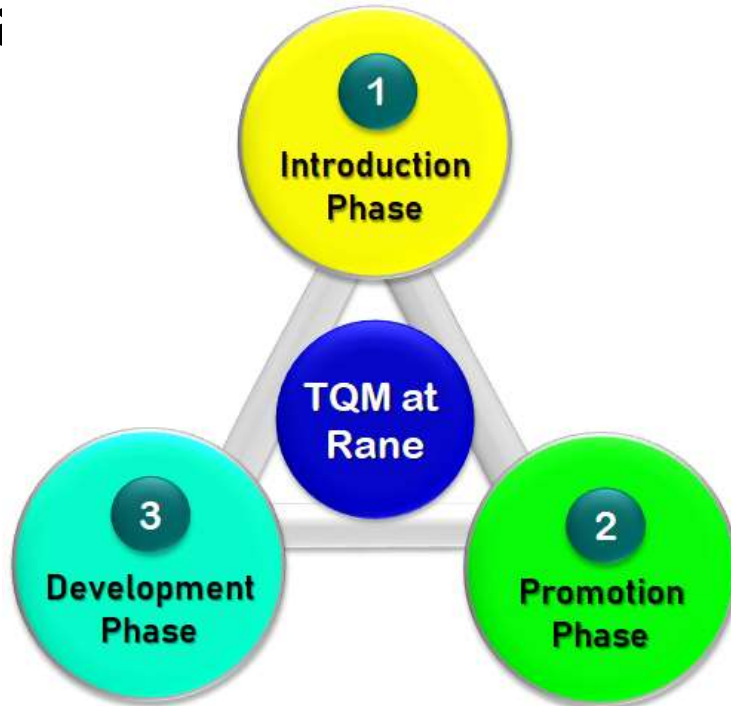 1
Introduction
Phase
TQM at
Rane
3
Development
Phase
2
Promotion
Phase